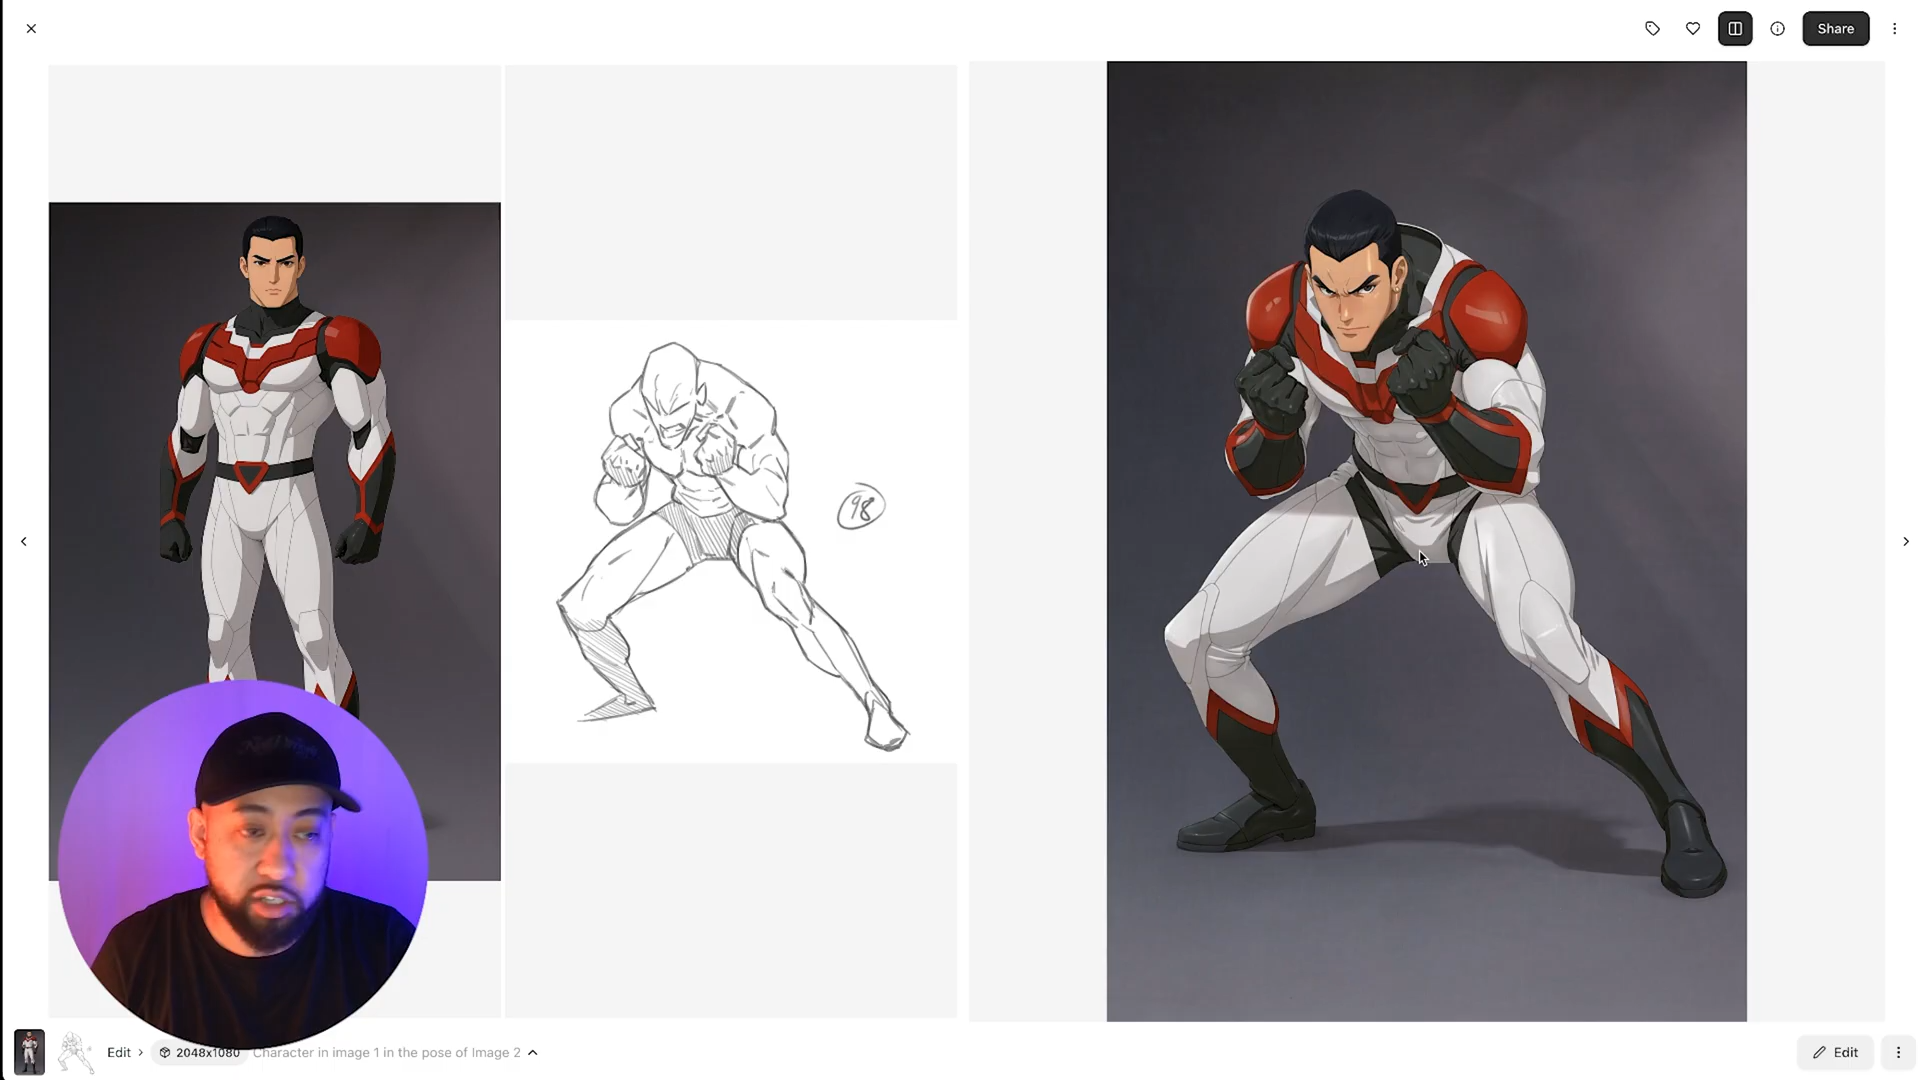 Share
98
Edit
2048x1080
Character in image 1 in the pose of Image 2
Edit